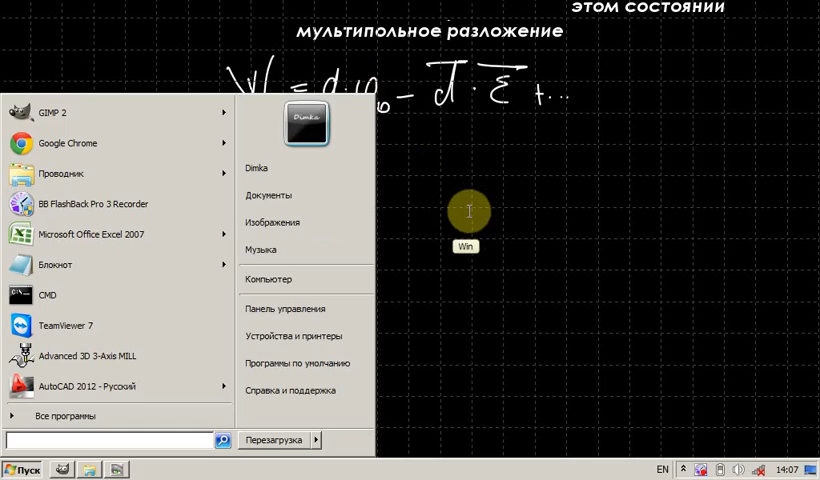 этом состоянии
мультипольное разложение
W = d · φ₀ − d · ε + ...
GIMP 2
Google Chrome
Проводник
BB FlashBack Pro 3 Recorder
Microsoft Office Excel 2007
Блокнот
CMD
TeamViewer 7
Advanced 3D 3-Axis MILL
AutoCAD 2012 - Русский
Все программы
Dimka
Dimka
Документы
Изображения
Музыка
Компьютер
Панель управления
Устройства и принтеры
Программы по умолчанию
Справка и поддержка
Перезагрузка
Win
Пуск
EN
14:07